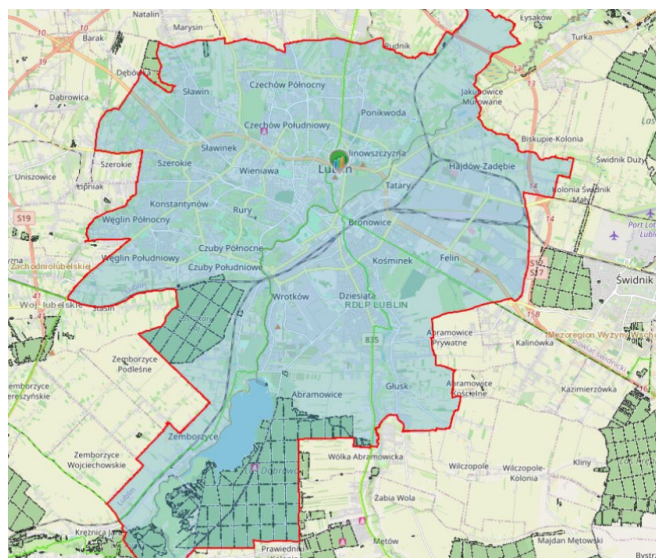 Natalin
Marysin
Łysaków
Barak
Rudnik
Turka
Dębówka
Czechów Północny
Sławin
Dąbrowica
Jakubowice
Murowane
Ponikwoda
Czechów Południowy
Biskupie-Kolonia
Sławinek
Szerokie
Szerokie
Wieniawa
Lublin
Hajdów-Zadębie
Świdnik Duży
Uniszowice
Tatary
Konstantynów
Rury
Kolonia Świdnik
S19
Węglin Północny
Bronowice
Czuby Północne
Węglin Południowy
Kośminek
Felin
Czuby Południowe
S12
S17
Świdnik
Stasin
Wrotków
Dziesiąta
RDLP LUBLIN
835
Abramowice
Prywatne
Kalinówka
Zemborzyce
Podleśne
Głusk
Abramowice
Kościelne
Kazimierzówka
Abramowice
Zemborzyce
Zemborzyce
Wojciechowskie
Wólka Abramowicka
Wilczopole
Wilczopole-
Kolonia
Kliny
Żabia Wola
Prawiedniki
Mętów
Majdan Mętowski